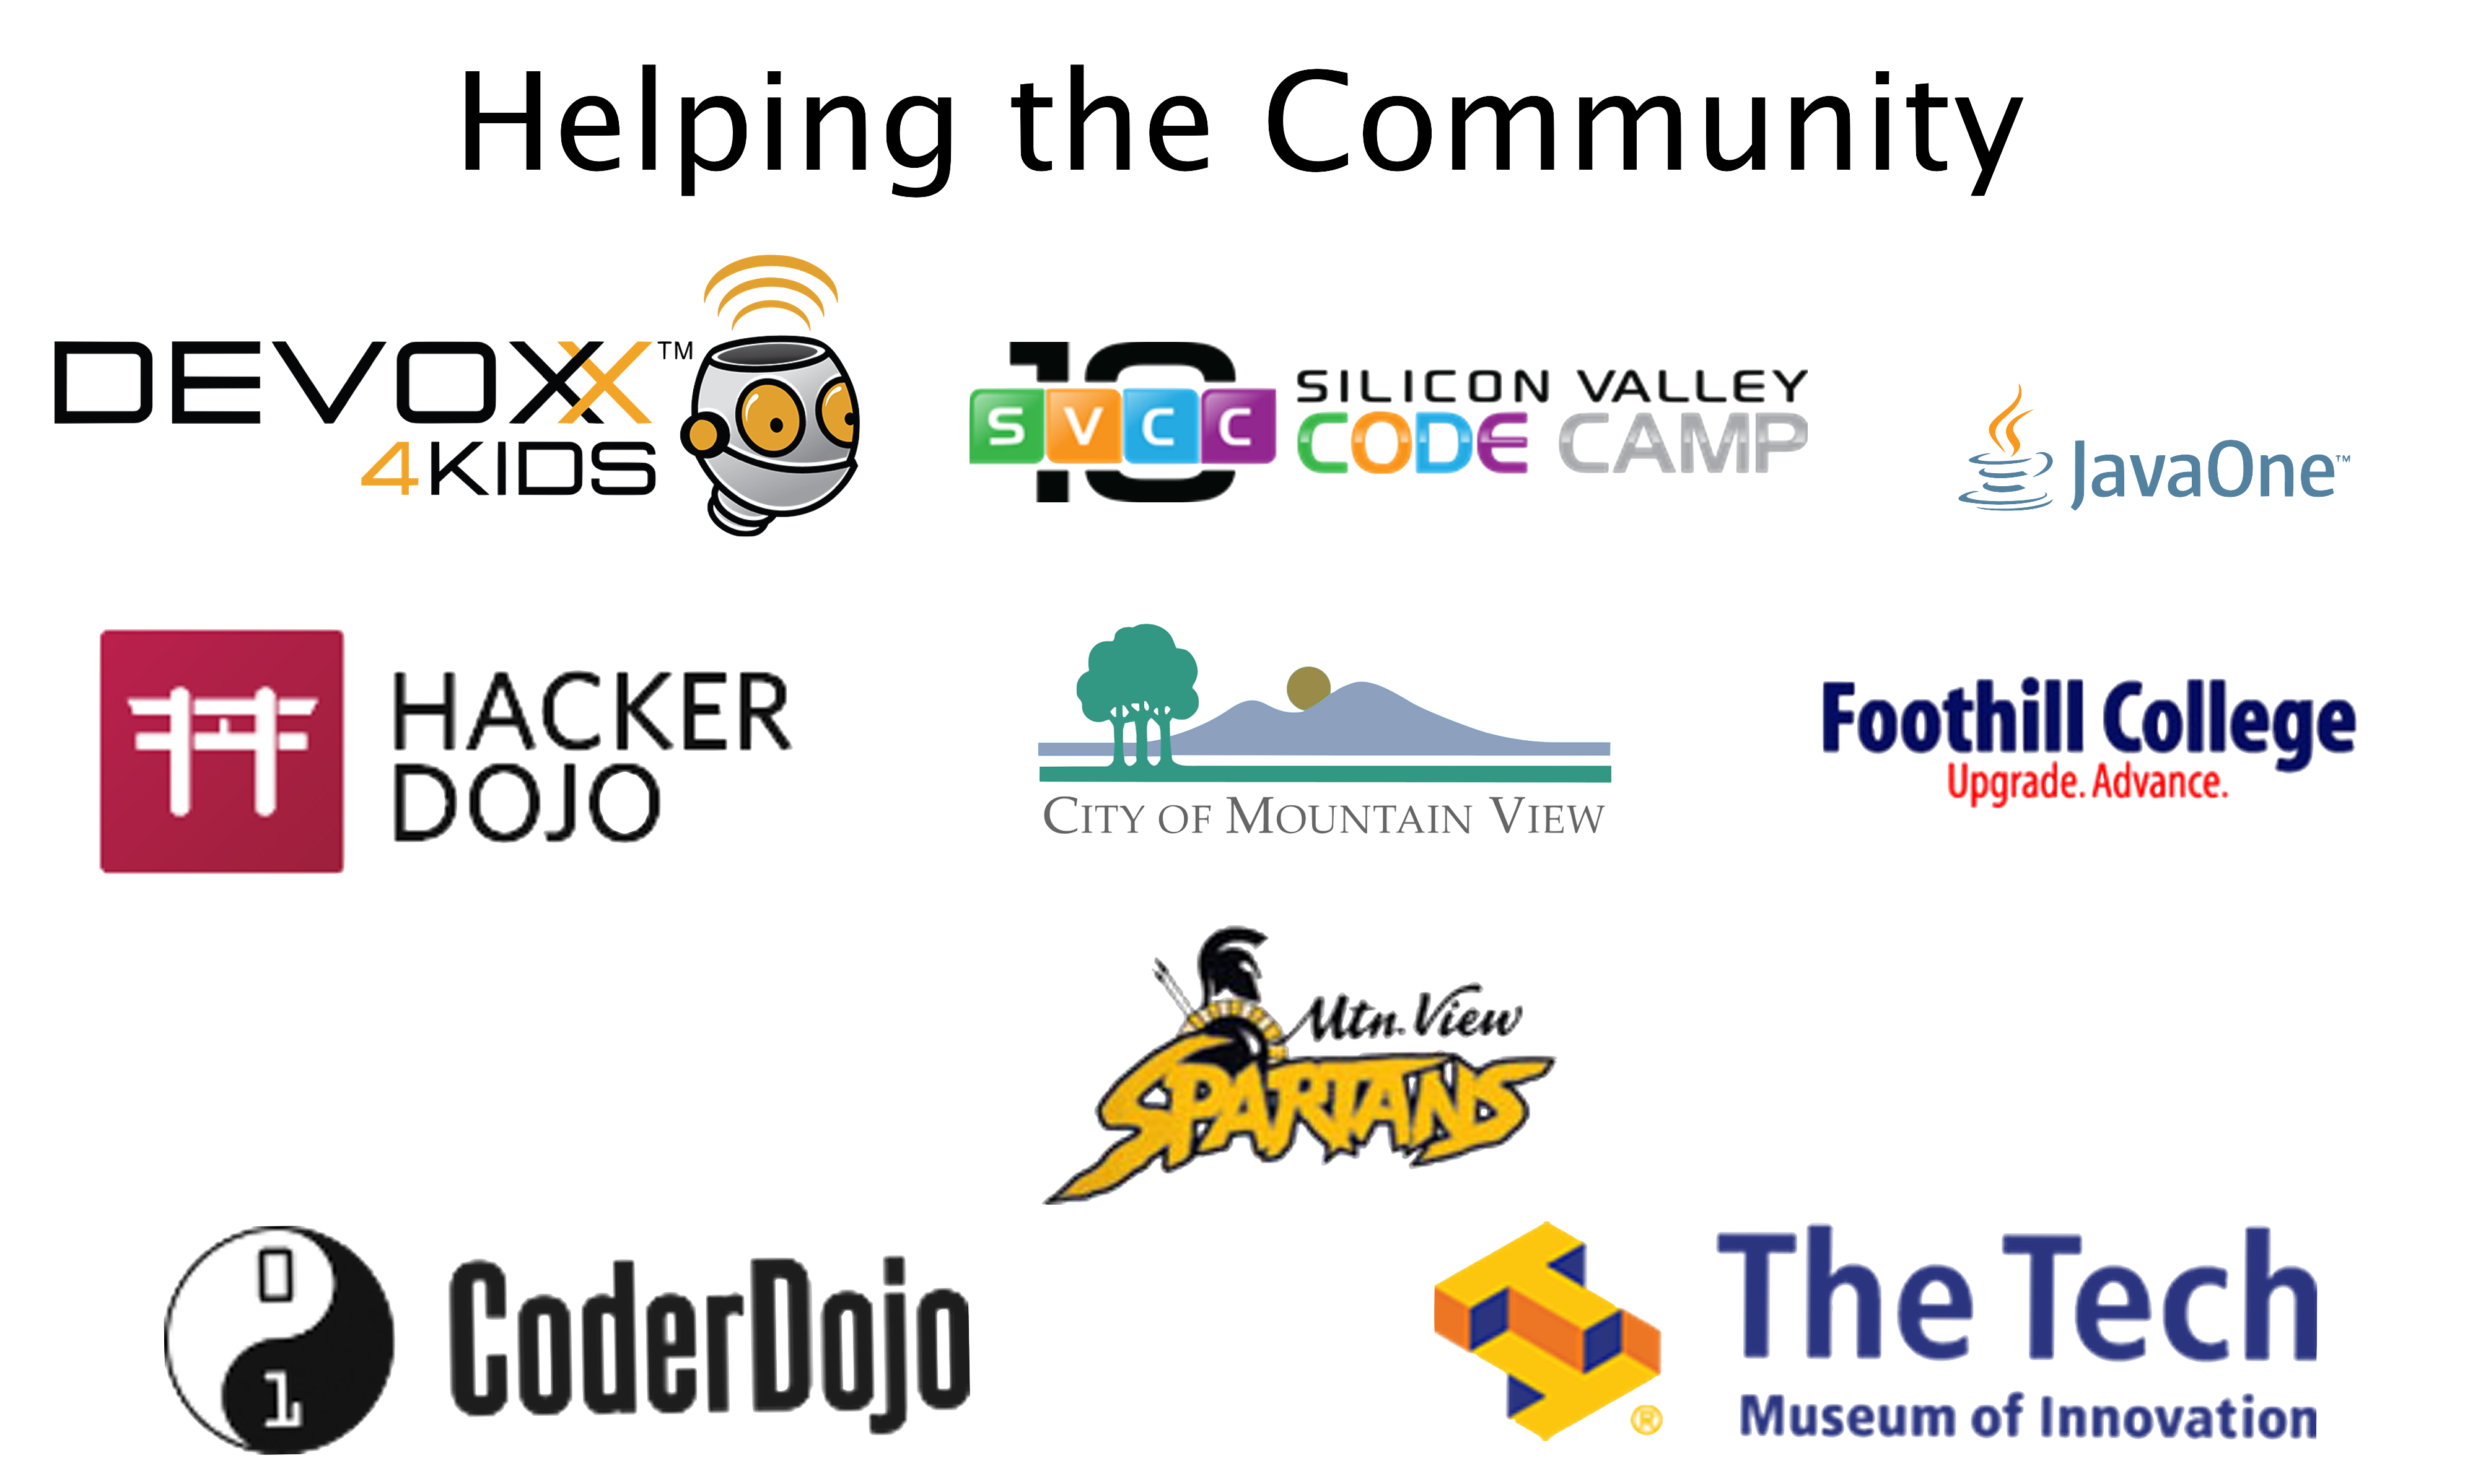 Helping the Community
DEVOXX™
4KIDS
10
SVCC
SILICON VALLEY
CODE CAMP
JavaOne™
HACKER
DOJO
CITY OF MOUNTAIN VIEW
Foothill College
Upgrade. Advance.
Mtn. View
SPARTANS
0
1
CoderDojo
The Tech
Museum of Innovation
®